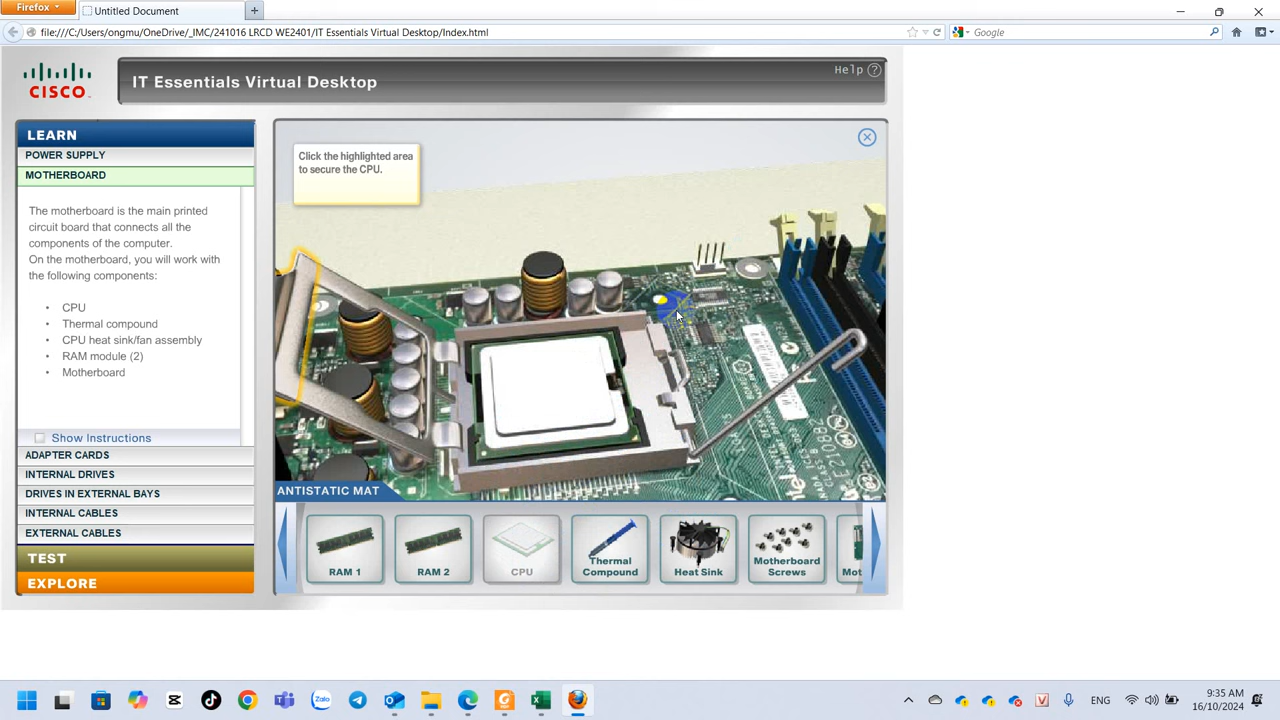 Firefox
Untitled Document
file:///C:/Users/ongmu/OneDrive/_IMC/241016 LRCD WE2401/IT Essentials Virtual Desktop/Index.html
Google
CISCO
IT Essentials Virtual Desktop
Help ?
LEARN
POWER SUPPLY
MOTHERBOARD
The motherboard is the main printed
circuit board that connects all the
components of the computer.
On the motherboard, you will work with
the following components:
• CPU
• Thermal compound
• CPU heat sink/fan assembly
• RAM module (2)
• Motherboard
Show Instructions
ADAPTER CARDS
INTERNAL DRIVES
DRIVES IN EXTERNAL BAYS
INTERNAL CABLES
EXTERNAL CABLES
TEST
EXPLORE
Click the highlighted area
to secure the CPU.
ANTISTATIC MAT
RAM 1
RAM 2
CPU
Thermal
Compound
Heat Sink
Motherboard
Screws
Mot
Zalo
ENG
9:35 AM
16/10/2024